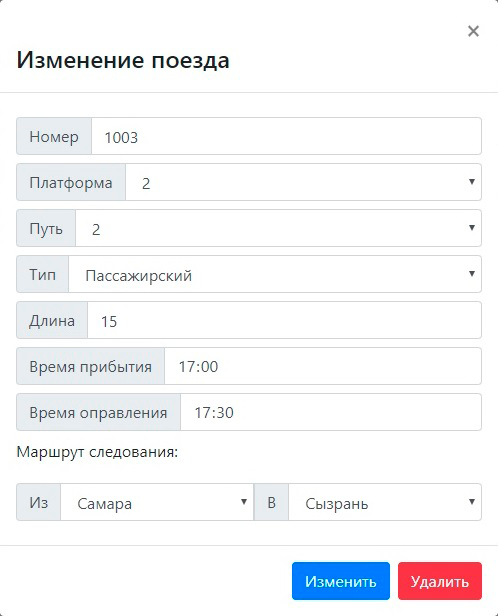 ×
Изменение поезда
Номер 1003
Платформа 2
Путь 2
Тип Пассажирский
Длина 15
Время прибытия 17:00
Время оправления 17:30
Маршрут следования:
Из Самара В Сызрань
Изменить Удалить